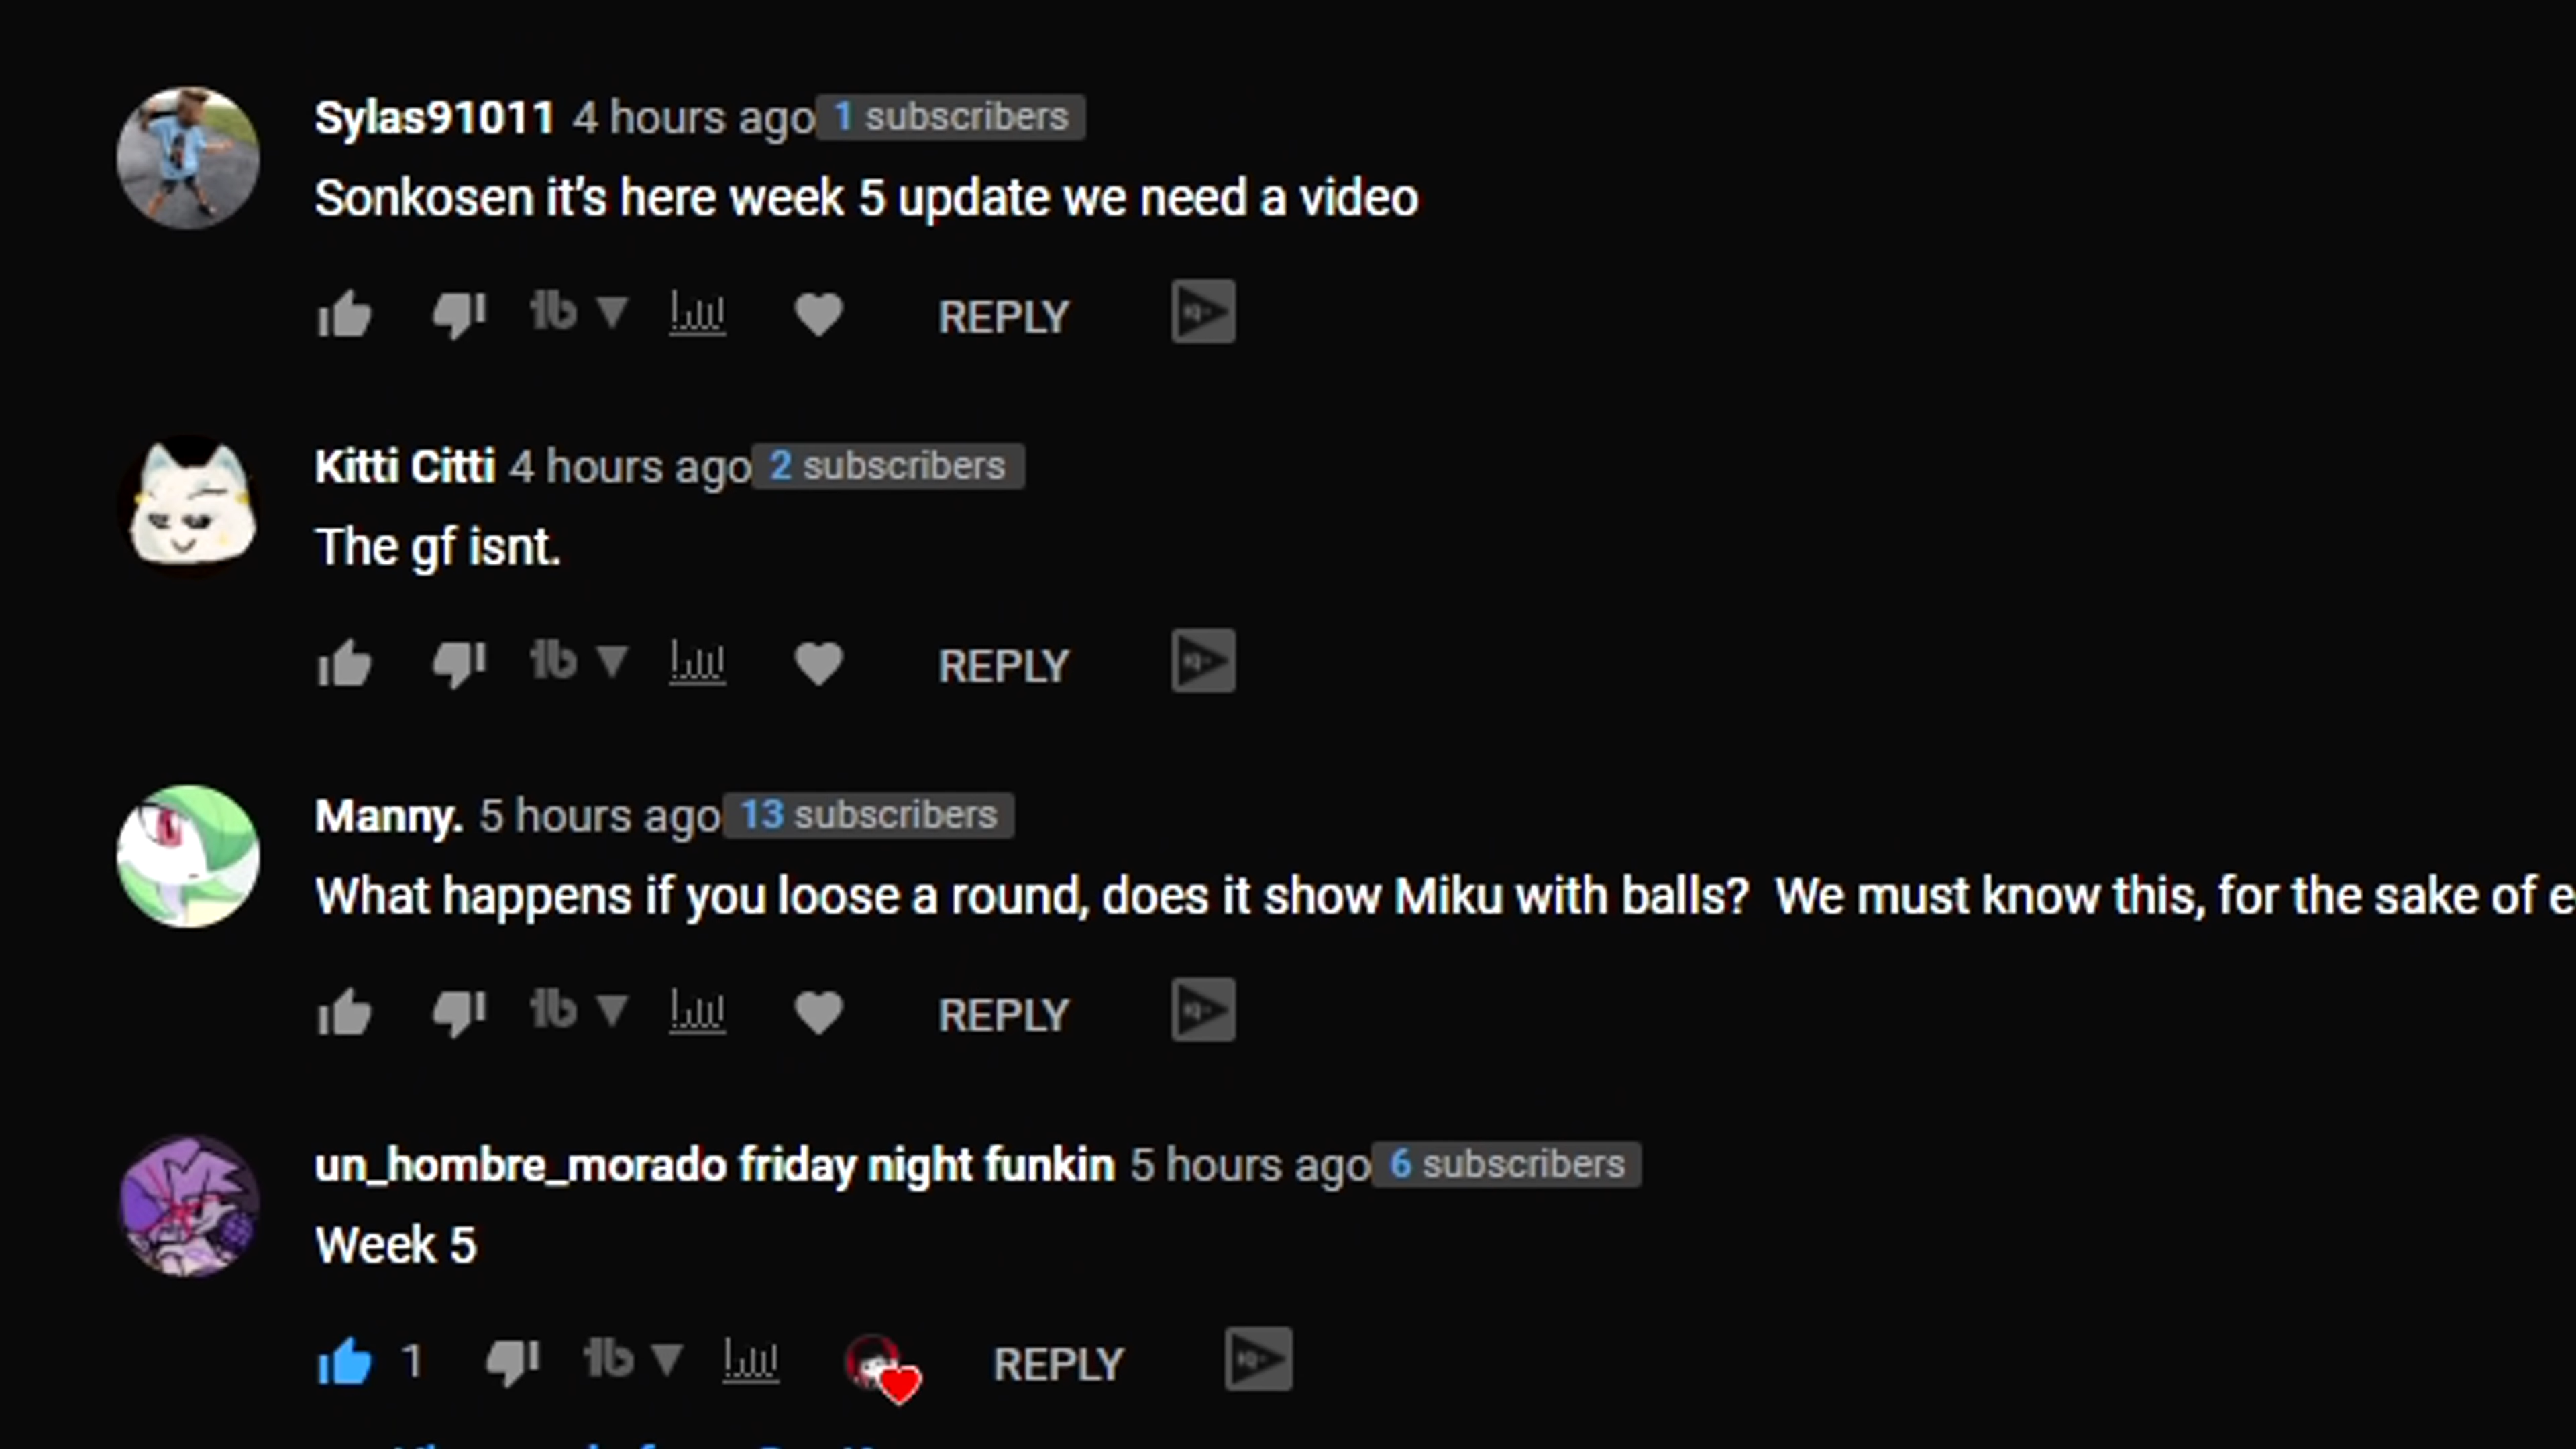 Sylas91011 4 hours ago 1 subscribers
Sonkosen it’s here week 5 update we need a video
REPLY
Kitti Citti 4 hours ago 2 subscribers
The gf isnt.
REPLY
Manny. 5 hours ago 13 subscribers
What happens if you loose a round, does it show Miku with balls? We must know this, for the sake of
REPLY
un_hombre_morado friday night funkin 5 hours ago 6 subscribers
Week 5
1 REPLY